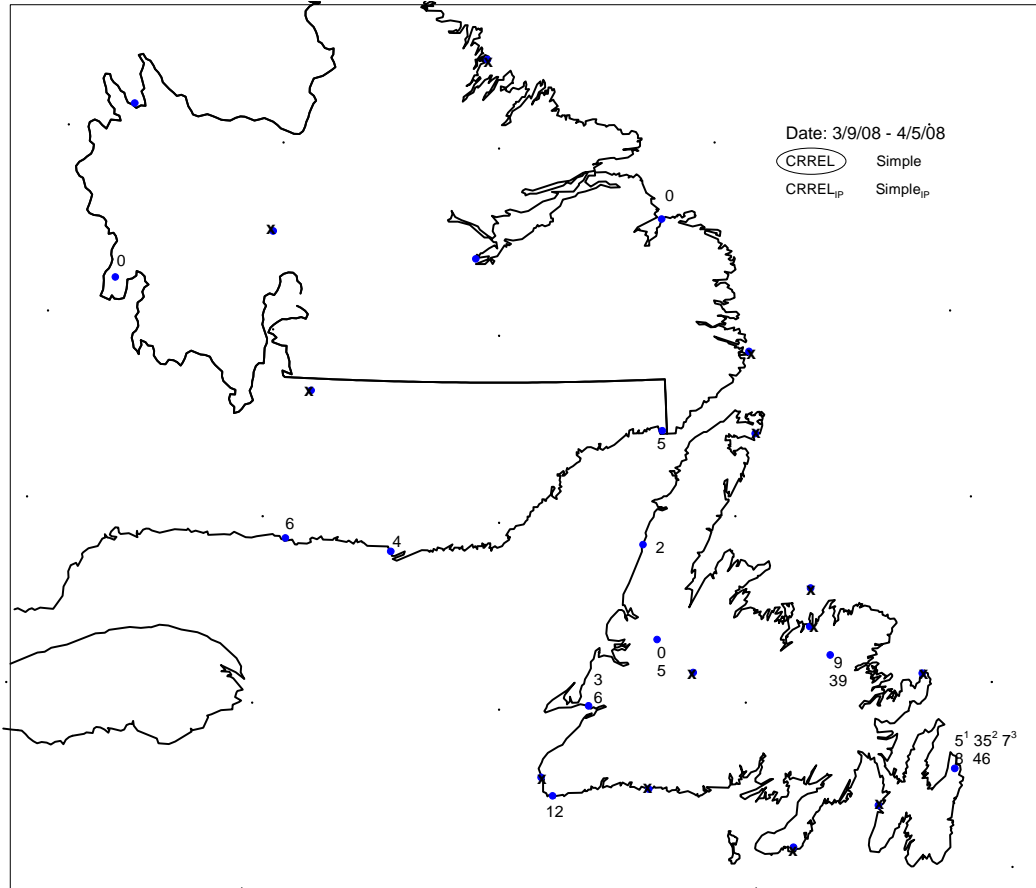 Date: 3/9/08 - 4/5/08
CRREL Simple
CRREL_IP Simple_IP
x
0
x
0
x
x
5
x
6
4
2
x
x
0
9
5 x
39
x
3
6
5¹ 35² 7³
8 46
x
x
12
x
x